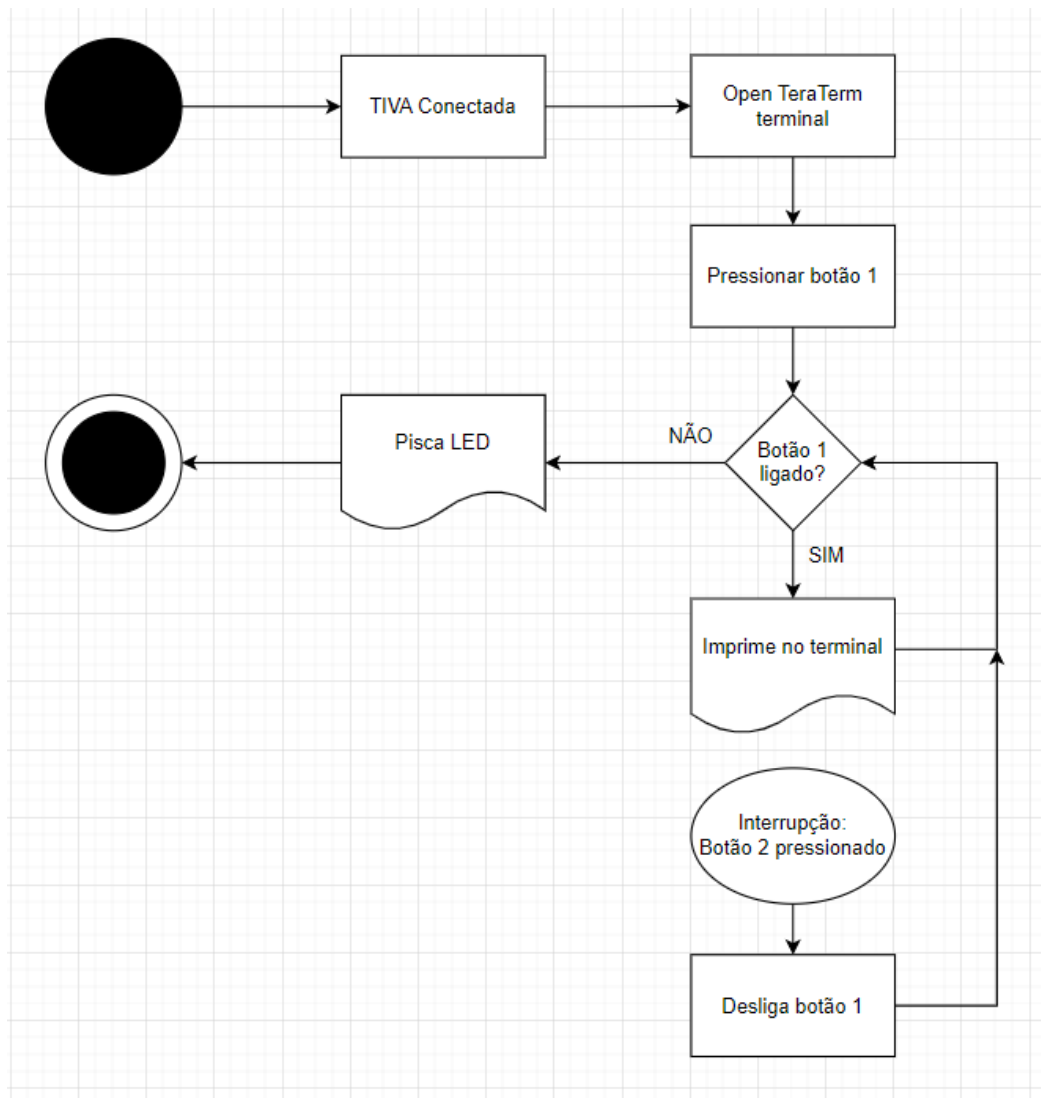 TIVA Conectada
Open TeraTerm
terminal
Pressionar botão 1
Pisca LED
NÃO
Botão 1
ligado?
SIM
Imprime no terminal
Interrupção:
Botão 2 pressionado
Desliga botão 1